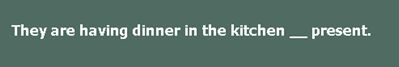 They are having dinner in the kitchen __ present.